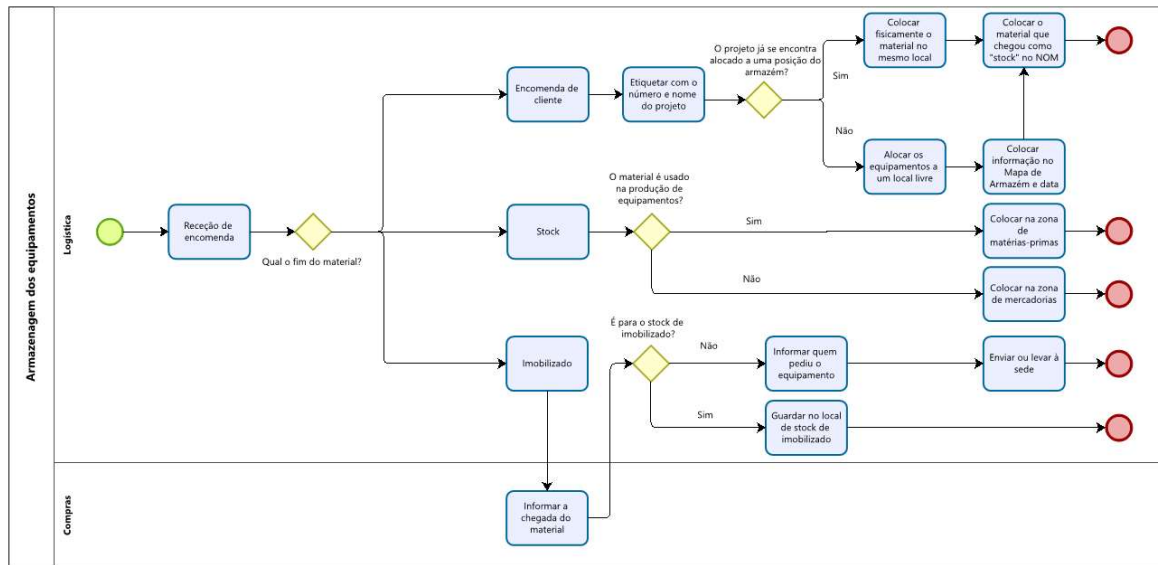 Armazenagem dos equipamentos
Logística
Compras
Receção de
encomenda
Qual o fim do material?
Encomenda de
cliente
Etiquetar com o
número e nome
do projeto
O projeto já se encontra
alocado a uma posição do
armazém?
Sim
Não
Colocar
fisicamente o
material no
mesmo local
Colocar o
material que
chegou como
"stock" no NOM
Alocar os
equipamentos a
um local livre
Colocar
informação no
Mapa de
Armazém e data
Stock
O material é usado
na produção de
equipamentos?
Sim
Não
Colocar na zona
de
matérias-primas
Colocar na zona
de mercadorias
Imobilizado
É para o stock de
imobilizado?
Não
Sim
Informar quem
pediu o
equipamento
Enviar ou levar à
sede
Guardar no local
de stock de
imobilizado
Informar a
chegada do
material